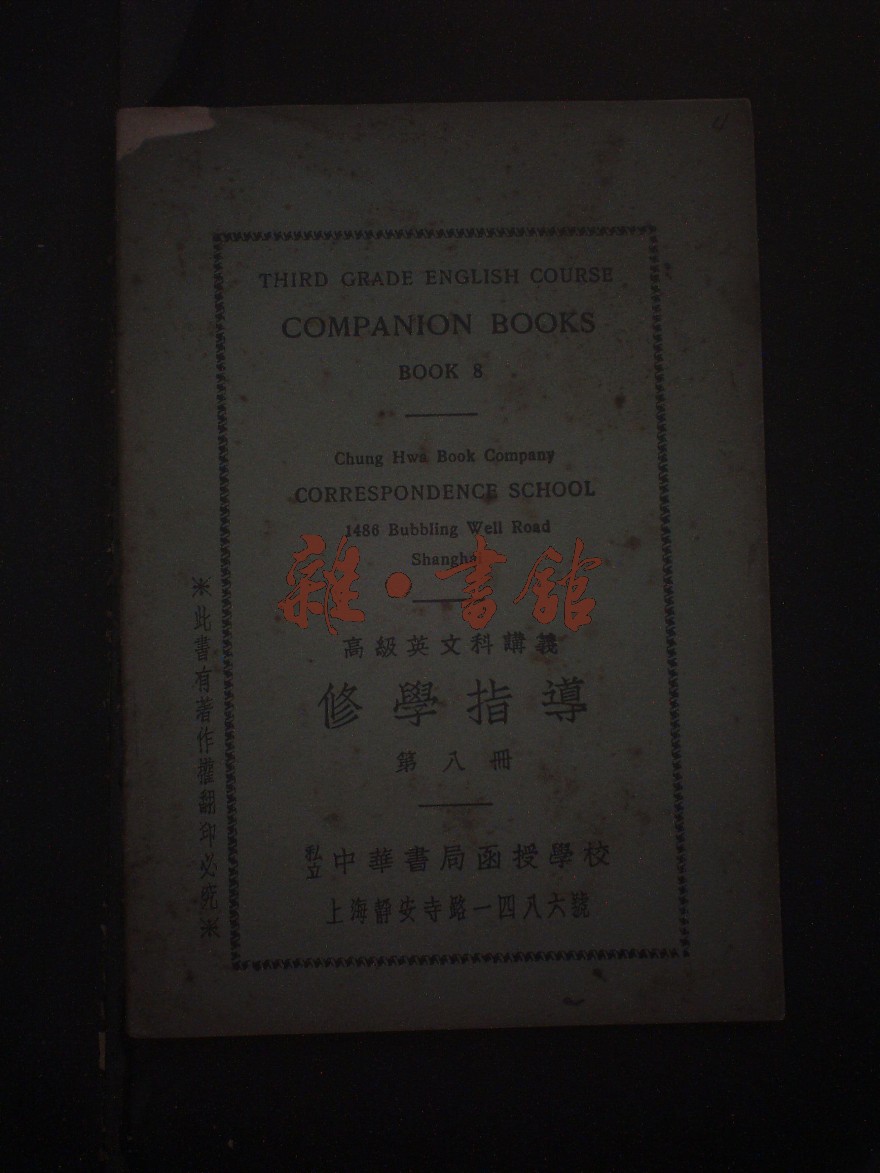 THIRD GRADE ENGLISH COURSE
COMPANION BOOKS
BOOK 8
Chung Hwa Book Company
CORRESPONDENCE SCHOOL
1486 Bubbling Well Road
Shanghai
雜·書館
高級英文科講義
修學指導
第八冊
私立中華書局函授學校
上海靜安寺路一四八六號
※此書有著作權翻印必究※